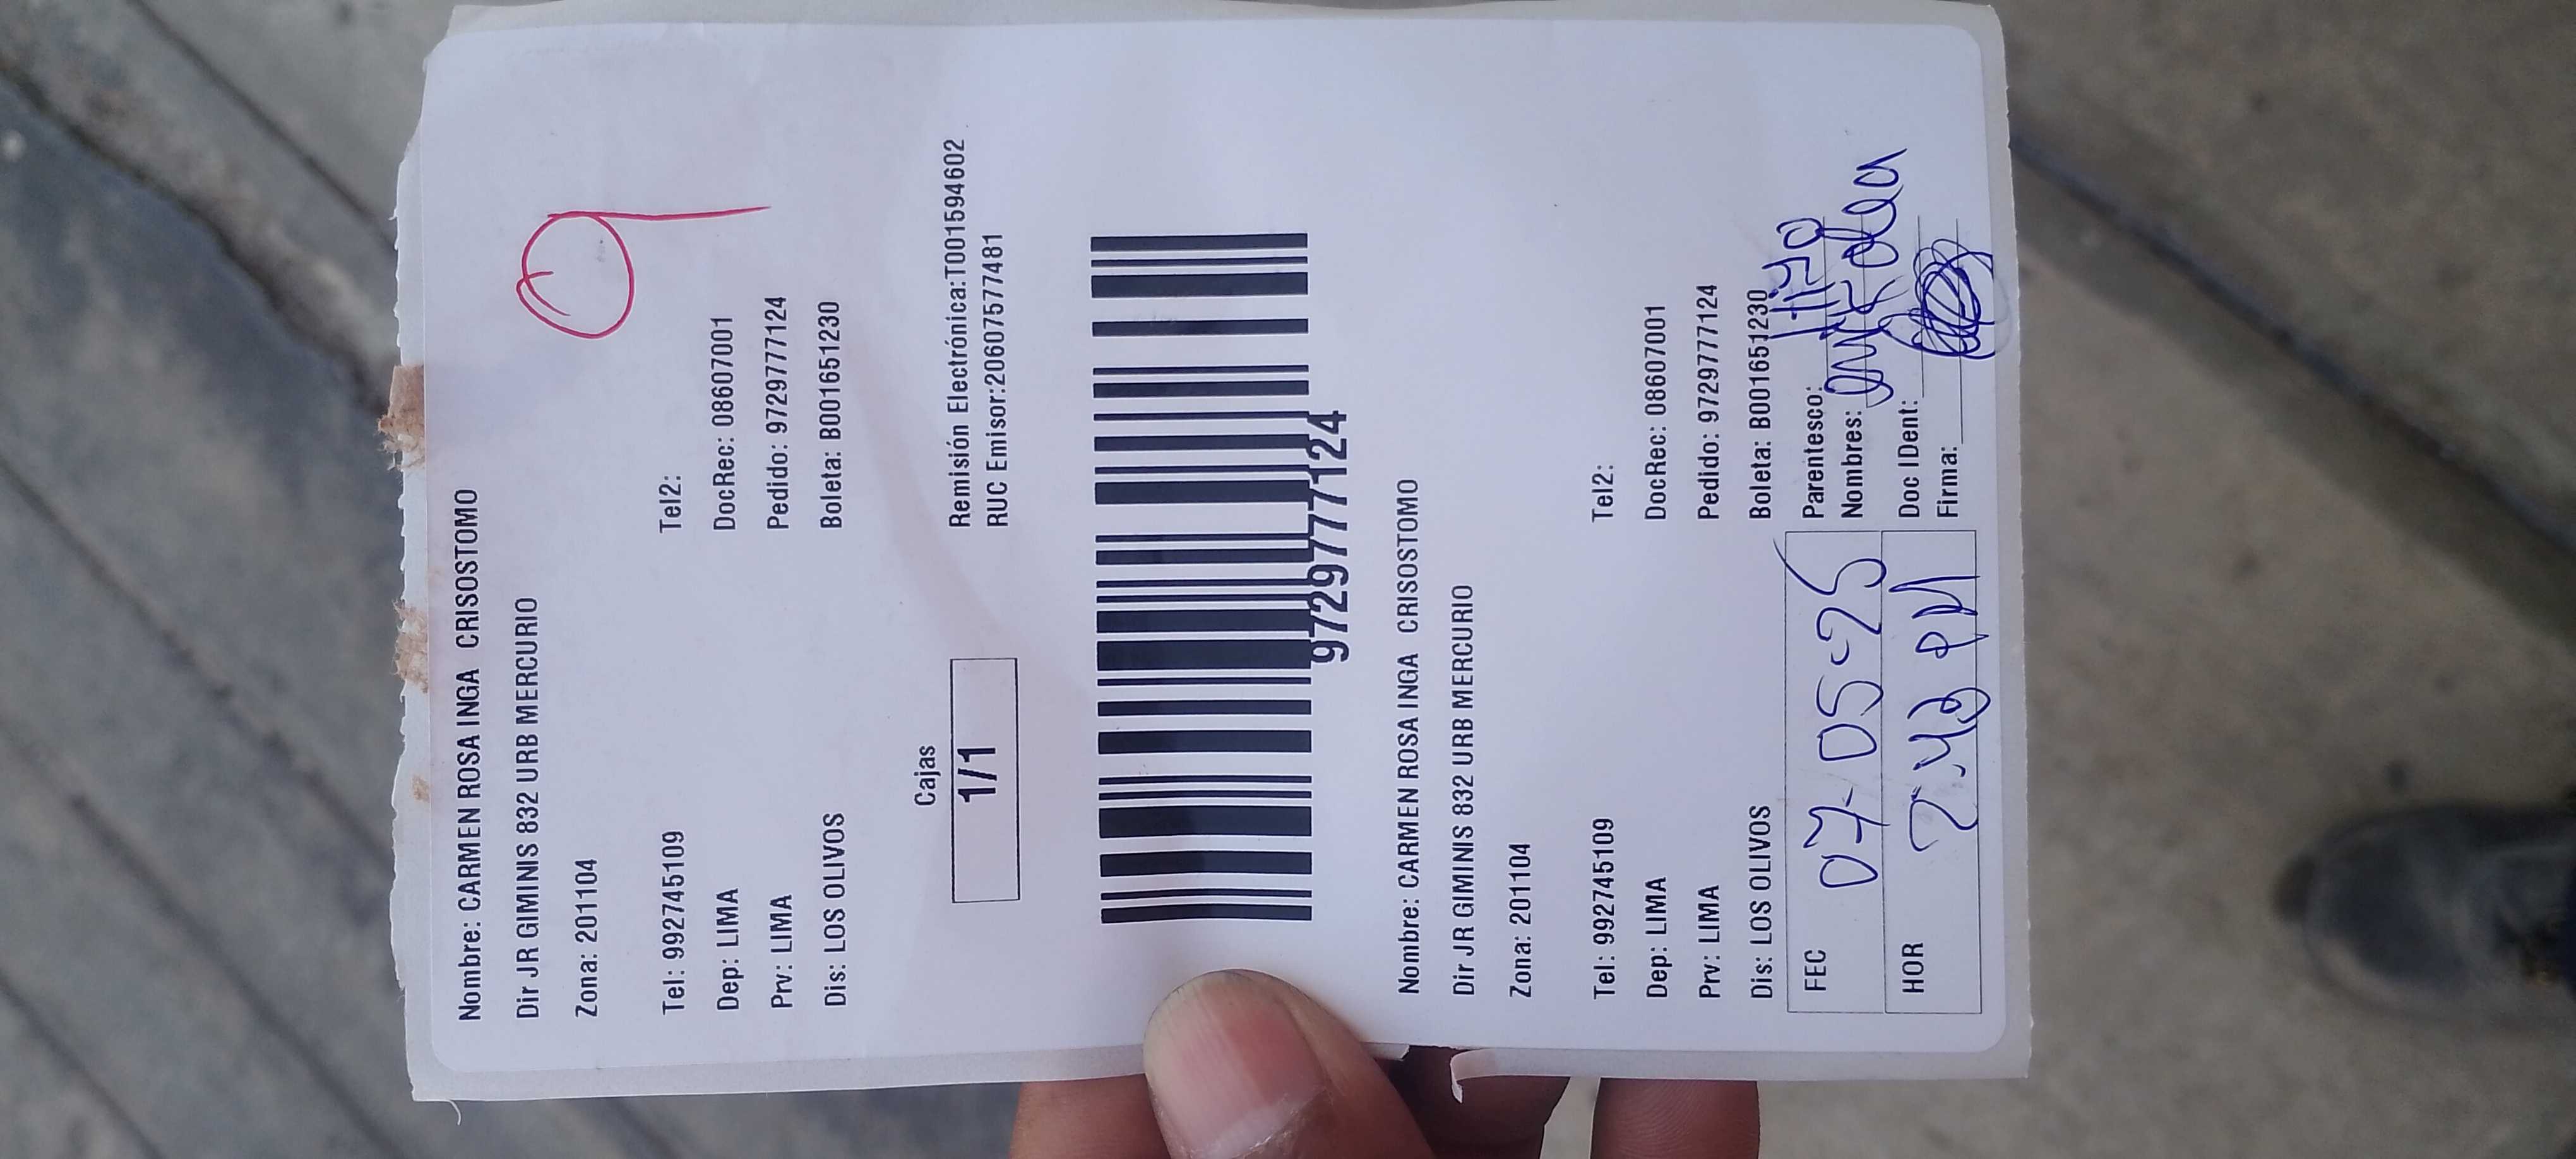 Nombre: CARMEN ROSA INGA CRISOSTOMO
Dir JR GIMINIS 832 URB MERCURIO
Zona: 201104
9
Tel: 992745109 Tel2:
Dep: LIMA DocRec: 08607001
Prv: LIMA Pedido: 9729777124
Dis: LOS OLIVOS Boleta: B001651230
Cajas
1/1
Remisión Electrónica:T001594602
RUC Emisor:20607577481
9729777124
Nombre: CARMEN ROSA INGA CRISOSTOMO
Dir JR GIMINIS 832 URB MERCURIO
Zona: 201104
Tel: 992745109 Tel2:
Dep: LIMA DocRec: 08607001
Prv: LIMA Pedido: 9729777124
Dis: LOS OLIVOS Boleta: B001651230
FEC 07-05-25 Parentesco: Hijo
Nombres:
HOR PM Doc IDent:
Firma: